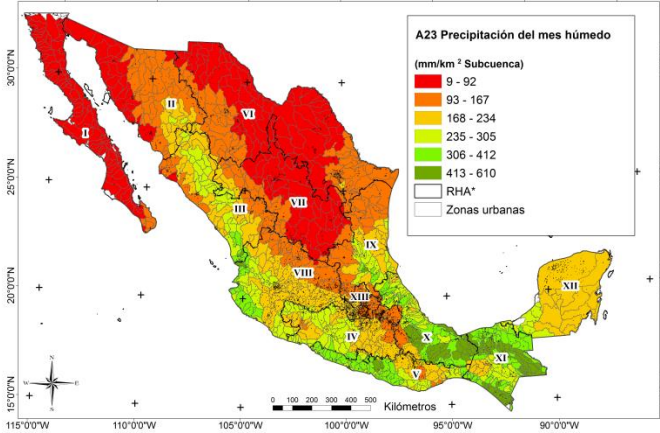 A23 Precipitación del mes húmedo
(mm/km 2 Subcuenca)
9 - 92
93 - 167
168 - 234
235 - 305
306 - 412
413 - 610
RHA*
Zonas urbanas
30°0'0"N
25°0'0"N
20°0'0"N
15°0'0"N
I
II
VI
VII
III
IX
VIII
XIII
XII
IV
X
XI
V
N
W
E
S
0 100 200 300 400 500
Kilómetros
115°0'0"W
110°0'0"W
105°0'0"W
100°0'0"W
95°0'0"W
90°0'0"W